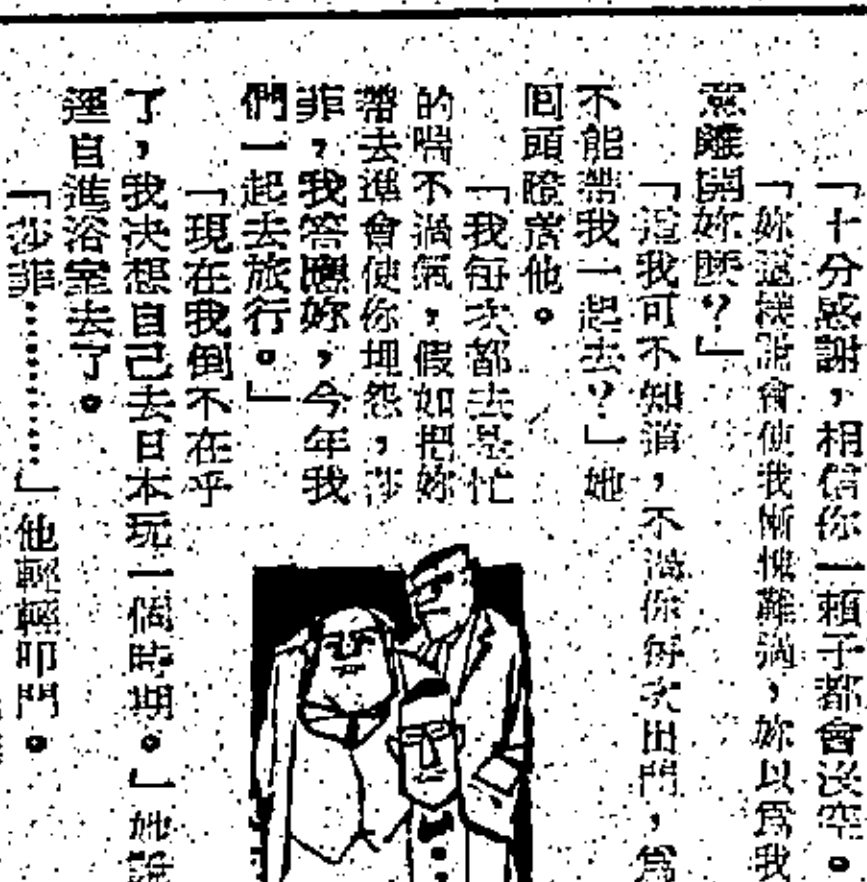 「十分感謝，相信你一輩子都會沒空。
「妳這樣說會使我慚愧難過，妳以爲我
意離開妳麽？」
「這我可不知道，不過你每次出門，爲
不能帶我一起去？」她
回頭瞪着他。
「我每次都去是忙
的喘不過氣，假如把妳
帶去準會使你埋怨，莎
菲，我答應妳，今年我
們一起去旅行。」
「現在我倒不在乎
了，我决想自己去日本玩一個時期。」她說
逕自進浴室去了。
「莎菲…………」他輕輕叩門。